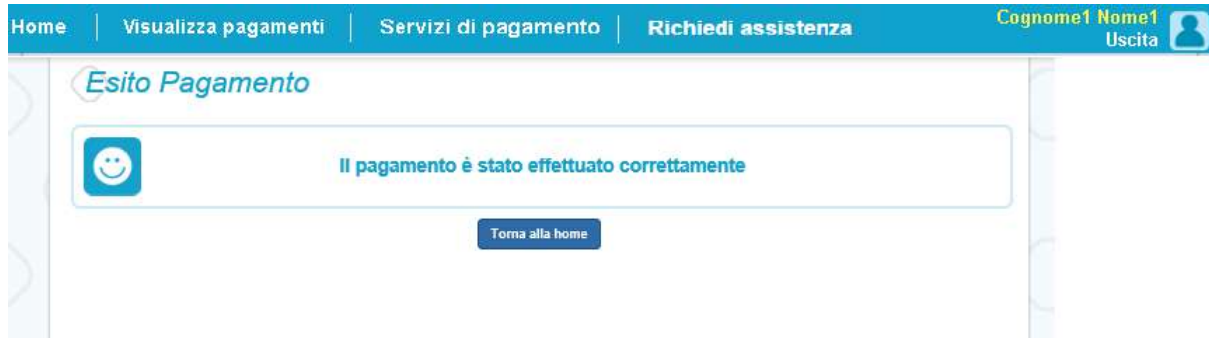 Home Visualizza pagamenti Servizi di pagamento Richiedi assistenza Cognome1 Nome1
Uscita
Esito Pagamento
Il pagamento è stato effettuato correttamente
Torna alla home